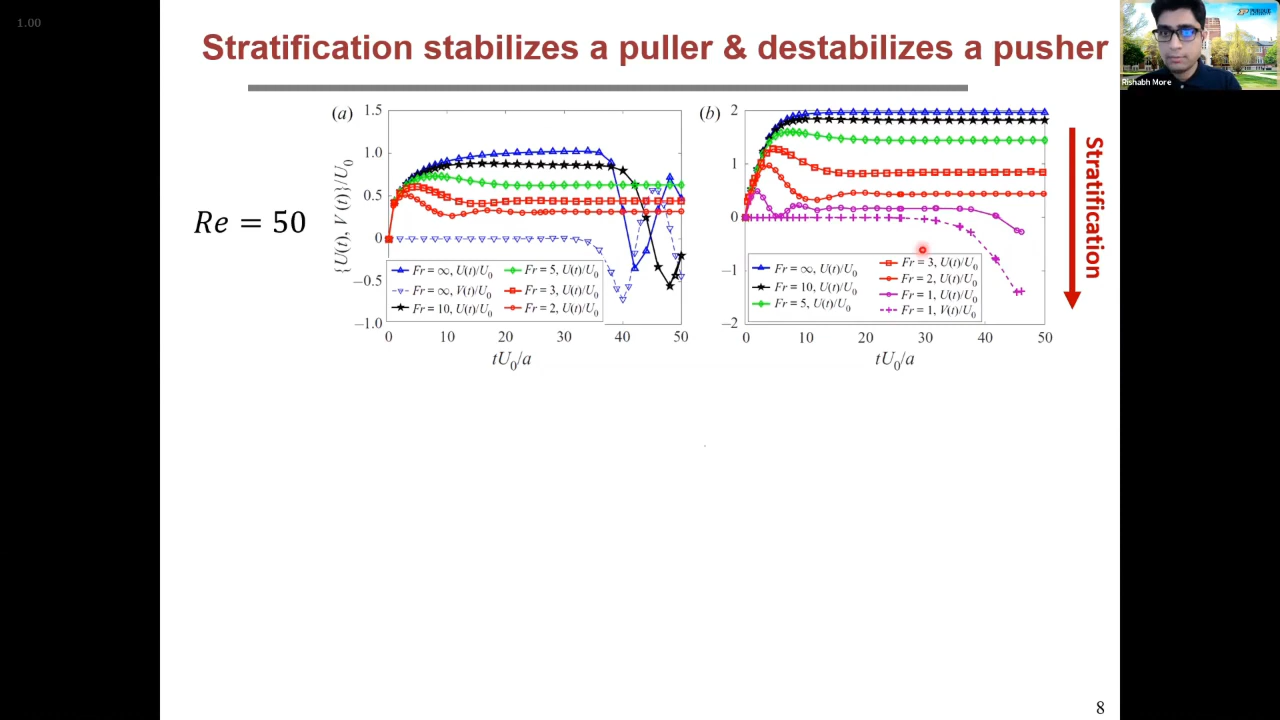 1.00
Stratification stabilizes a puller & destabilizes a pusher
Rishabh More
Re = 50
(a)
{U(t), V(t)}/U0
1.5
1.0
0.5
0
−0.5
−1.0
Fr = ∞, U(t)/U0
Fr = ∞, V(t)/U0
Fr = 10, U(t)/U0
Fr = 5, U(t)/U0
Fr = 3, U(t)/U0
Fr = 2, U(t)/U0
0 10 20 30 40 50
tU0/a
(b)
2
1
0
−1
−2
Fr = ∞, U(t)/U0
Fr = 10, U(t)/U0
Fr = 5, U(t)/U0
Fr = 3, U(t)/U0
Fr = 2, U(t)/U0
Fr = 1, U(t)/U0
Fr = 1, V(t)/U0
0 10 20 30 40 50
tU0/a
Stratification
8